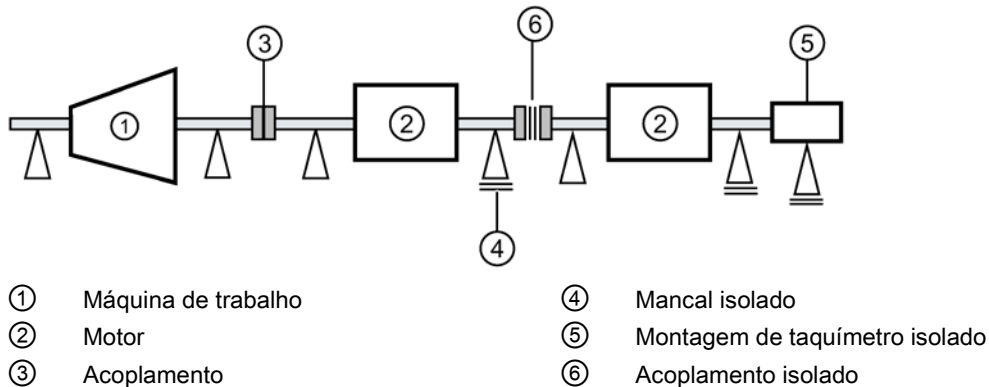 ③ ⑥ ⑤
① ② ②
④
① Máquina de trabalho
② Motor
③ Acoplamento
④ Mancal isolado
⑤ Montagem de taquímetro isolado
⑥ Acoplamento isolado